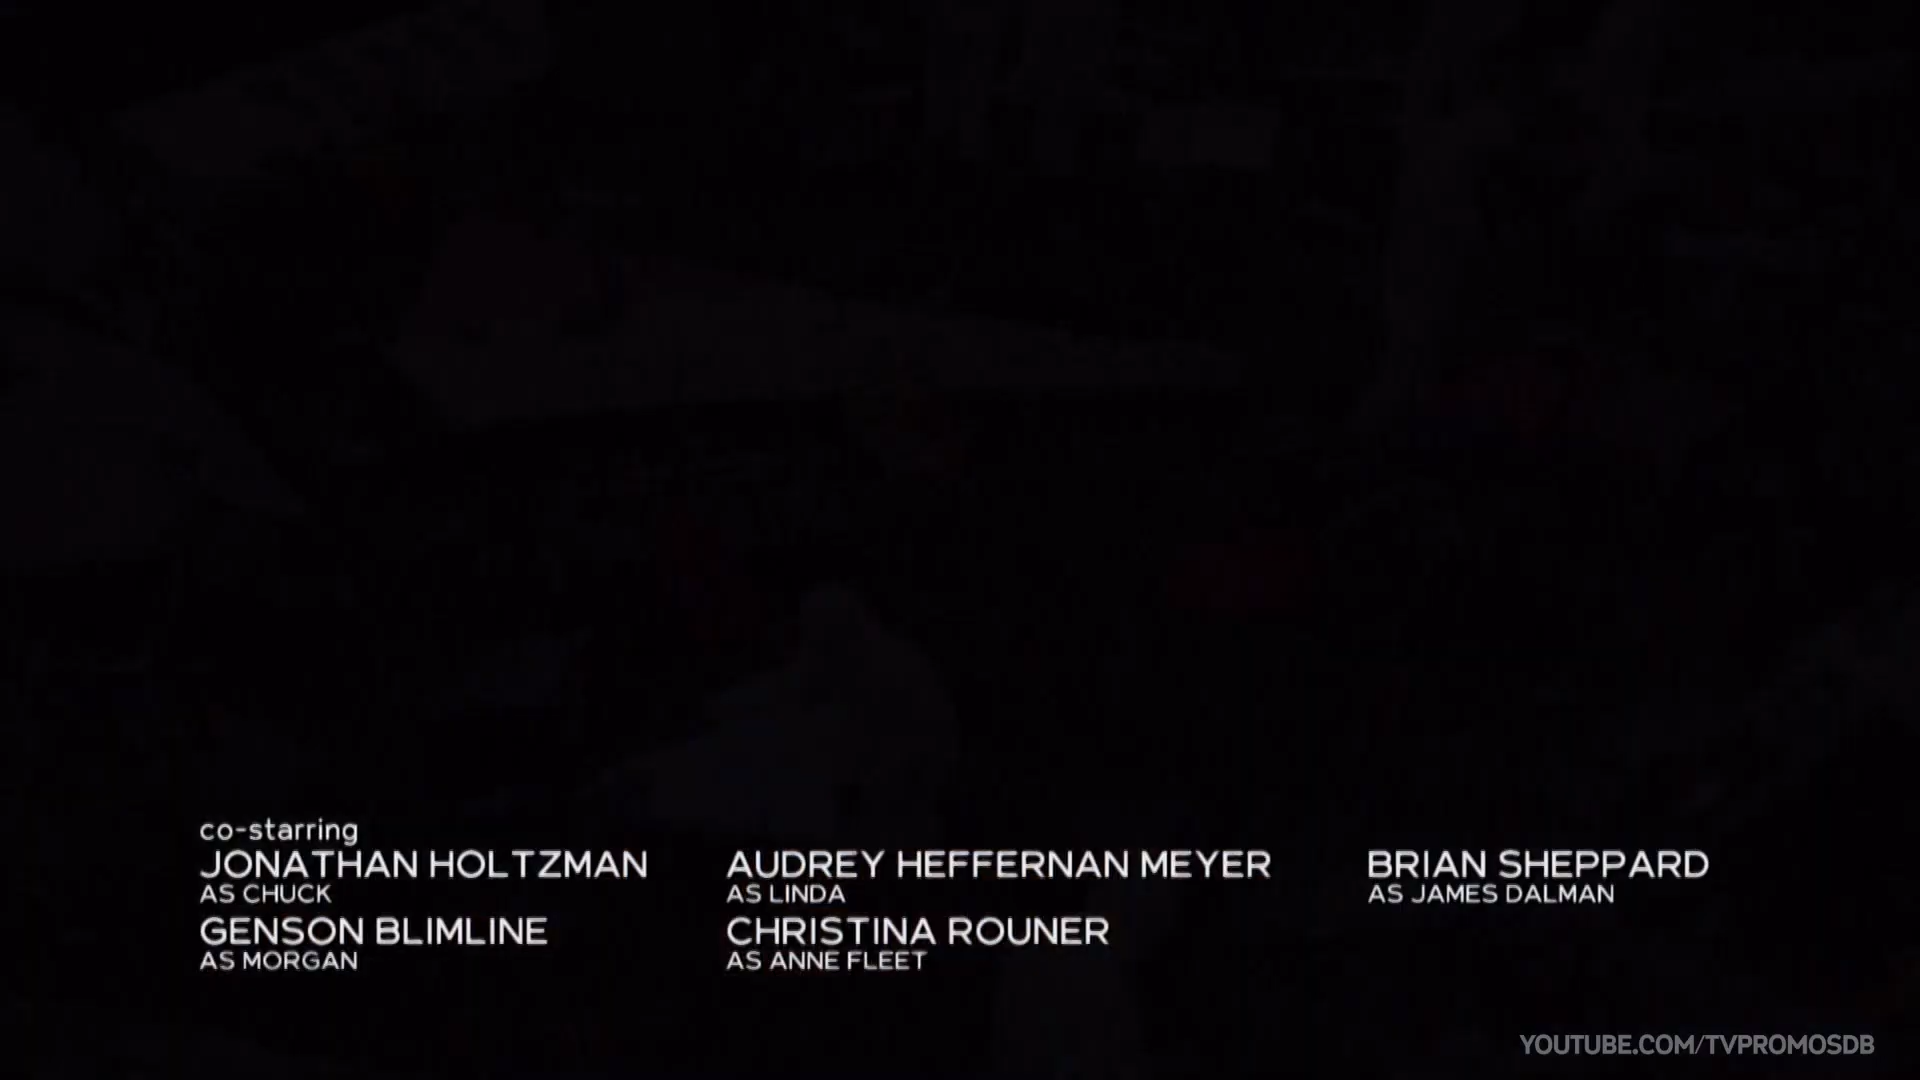 co-starring
JONATHAN HOLTZMAN AUDREY HEFFERNAN MEYER BRIAN SHEPPARD
AS CHUCK AS LINDA AS JAMES DALMAN
GENSON BLIMLINE CHRISTINA ROUNER
AS MORGAN AS ANNE FLEET
YOUTUBE.COM/TVPROMOSDB